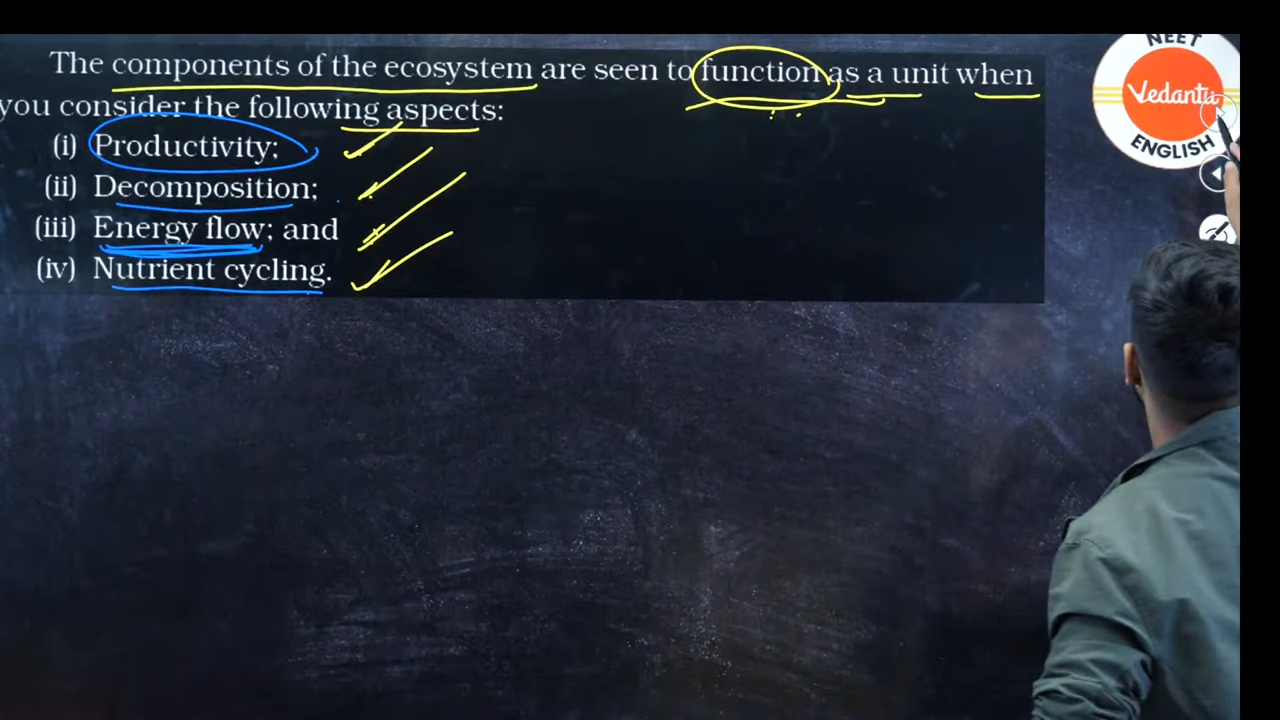 The components of the ecosystem are seen to function as a unit when
you consider the following aspects:
(i) Productivity;
(ii) Decomposition;
(iii) Energy flow; and
(iv) Nutrient cycling.
NEET
Vedantu
ENGLISH